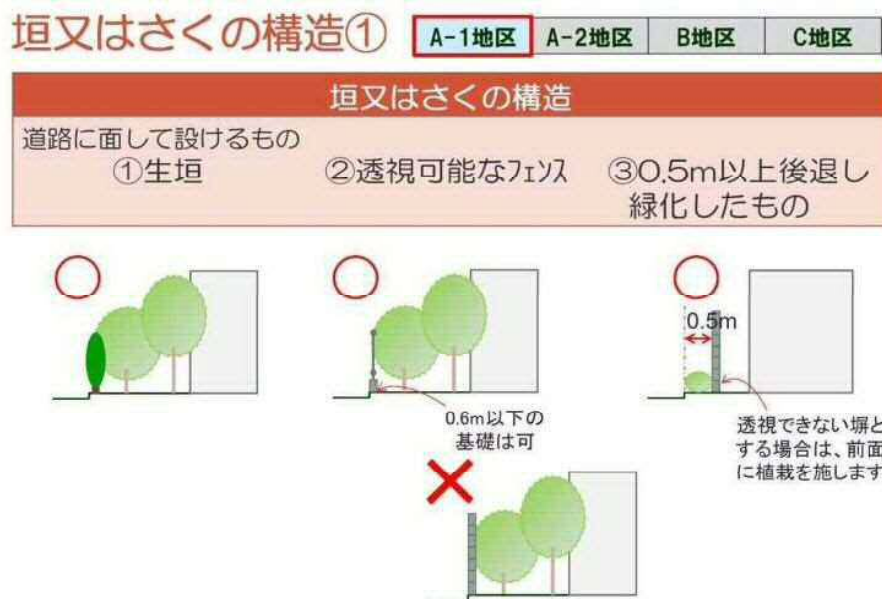 垣又はさくの構造①
A-1地区 A-2地区 B地区 C地区
垣又はさくの構造
道路に面して設けるもの
①生垣 ②透視可能なﾌｪﾝｽ ③0.5m以上後退し
緑化したもの
0.5m
0.6m以下の
基礎は可
透視できない塀と
する場合は、前面
に植栽を施します